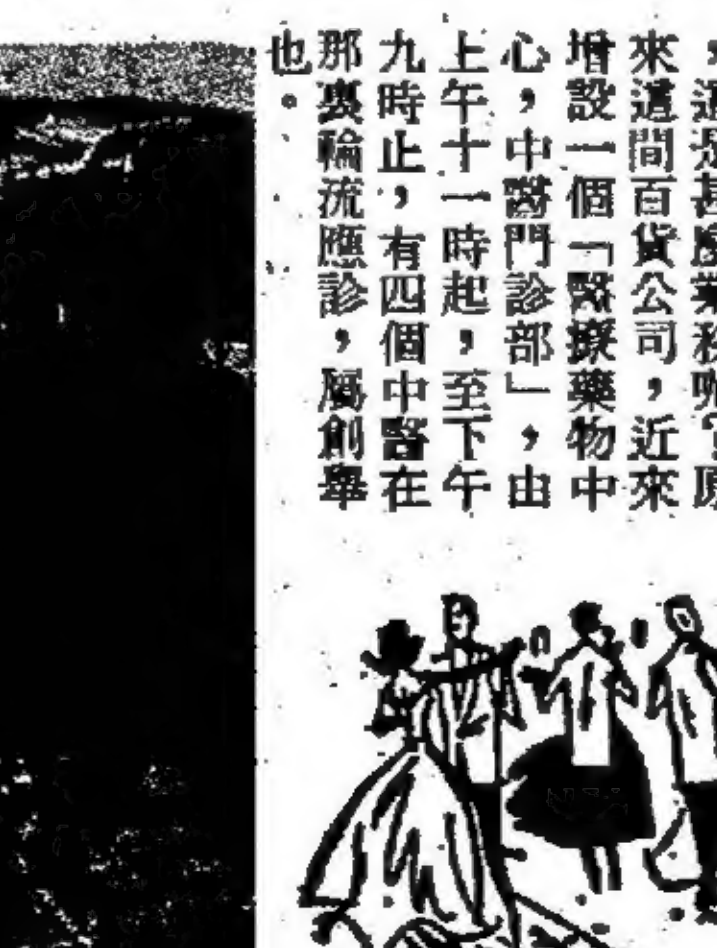 甚麼業務呢？原
來這間百貨公司，近來
增設一個「醫療藥物中
心，中醫門診部」，由
上午十一時起，至下午
九時止，有四個中醫在
那裏輪流應診，屬創舉
也。